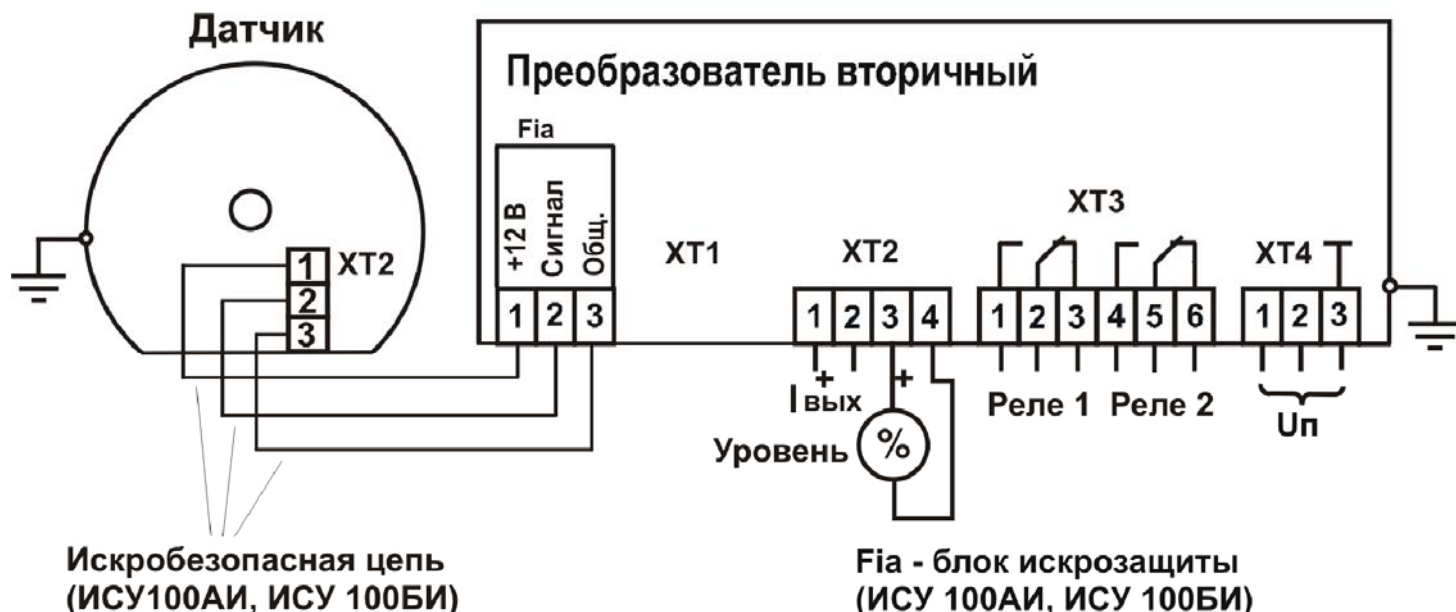 Датчик
Преобразователь вторичный
Fia
+12 В
Сигнал
Общ.
XT1
XT2
XT3
XT4
1
2
3
XT2
1 2 3
1 2 3 4
1 2 3 4 5 6
1 2 3
+
+
Iвых
Реле 1 Реле 2
Uп
Уровень
%
Искробезопасная цепь
(ИСУ100АИ, ИСУ 100БИ)
Fia - блок искрозащиты
(ИСУ 100АИ, ИСУ 100БИ)